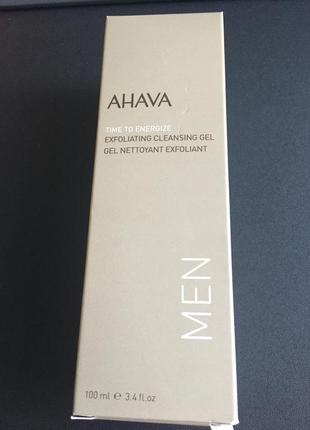 AHAVA
TIME TO ENERGIZE
EXFOLIATING CLEANSING GEL
GEL NETTOYANT EXFOLIANT
MEN
100 ml ℮ 3.4 fl.oz